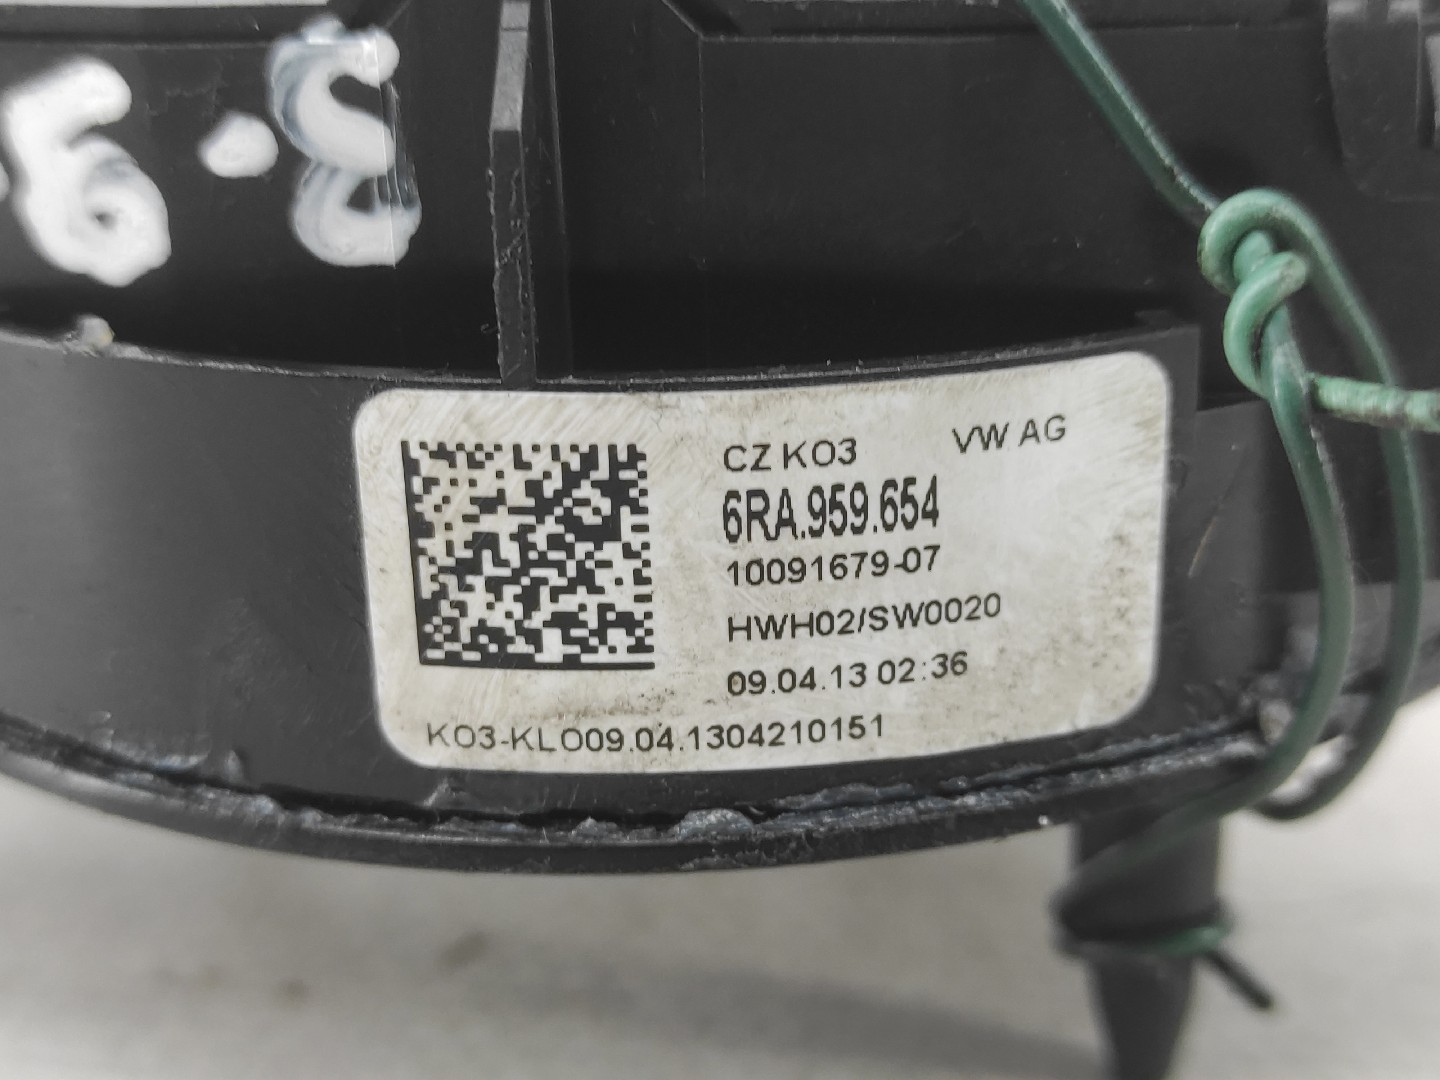 CZ KO3 VW AG
6RA.959.654
10091679-07
HWH02/SW0020
09.04.13 02:36
KO3-KLO09.04.1304210151